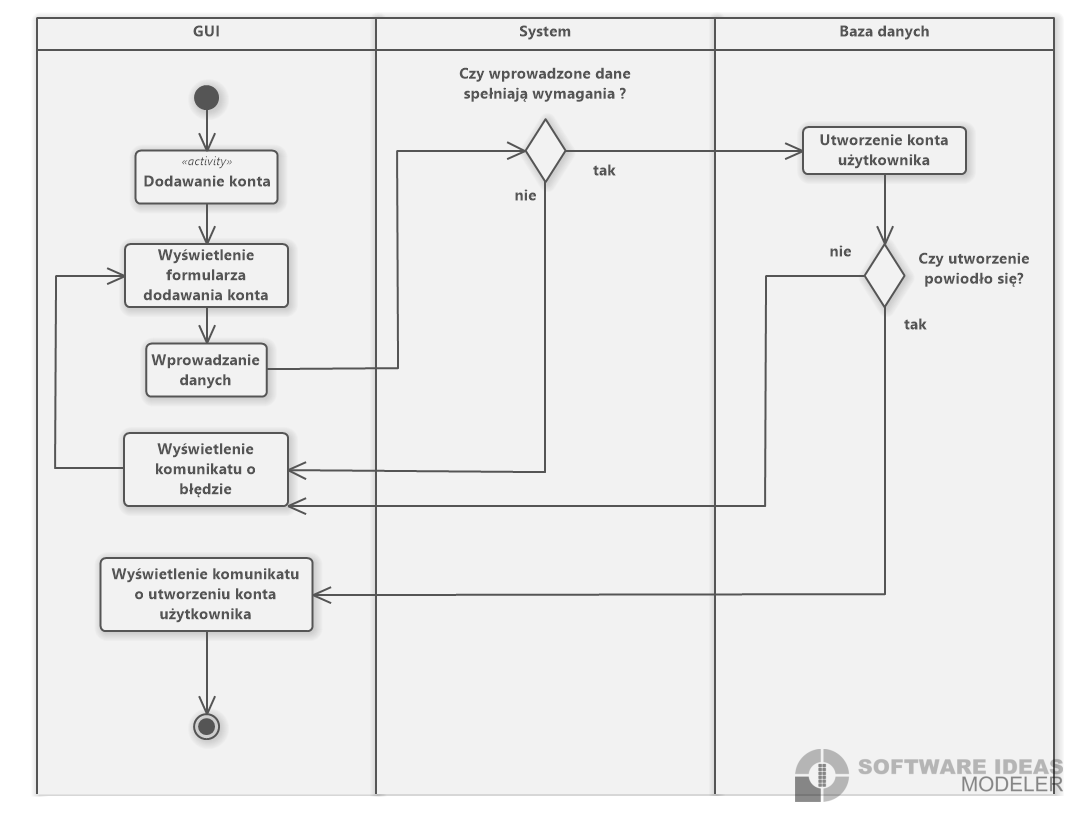 GUI
System
Baza danych
Czy wprowadzone dane
spełniają wymagania ?
«activity»
Dodawanie konta
tak
nie
Utworzenie konta
użytkownika
Wyświetlenie
formularza
dodawania konta
nie
Czy utworzenie
powiodło się?
tak
Wprowadzanie
danych
Wyświetlenie
komunikatu o
błędzie
Wyświetlenie komunikatu
o utworzeniu konta
użytkownika
SOFTWARE IDEAS
MODELER